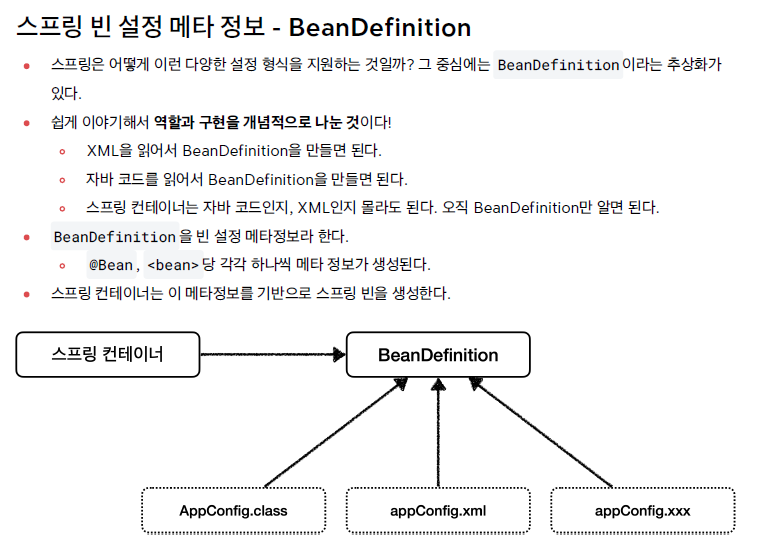 스프링 빈 설정 메타 정보 - BeanDefinition
스프링은 어떻게 이런 다양한 설정 형식을 지원하는 것일까? 그 중심에는 BeanDefinition이라는 추상화가
있다.
쉽게 이야기해서 역할과 구현을 개념적으로 나눈 것이다!
XML을 읽어서 BeanDefinition을 만들면 된다.
자바 코드를 읽어서 BeanDefinition을 만들면 된다.
스프링 컨테이너는 자바 코드인지, XML인지 몰라도 된다. 오직 BeanDefinition만 알면 된다.
BeanDefinition을 빈 설정 메타정보라 한다.
@Bean, <bean>당 각각 하나씩 메타 정보가 생성된다.
스프링 컨테이너는 이 메타정보를 기반으로 스프링 빈을 생성한다.
스프링 컨테이너
BeanDefinition
AppConfig.class
appConfig.xml
appConfig.xxx